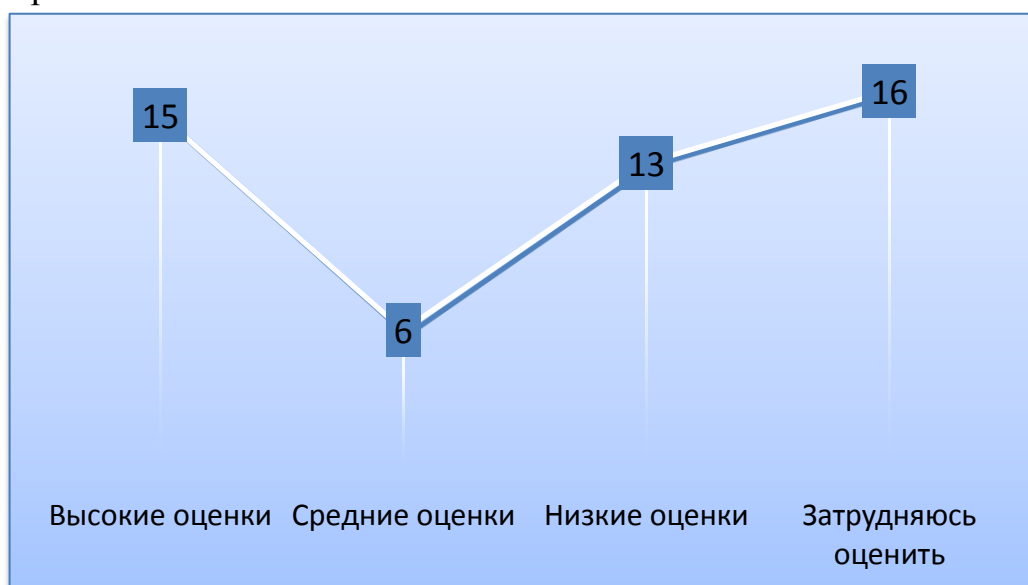 15
6
13
16
Высокие оценки
Средние оценки
Низкие оценки
Затрудняюсь
оценить